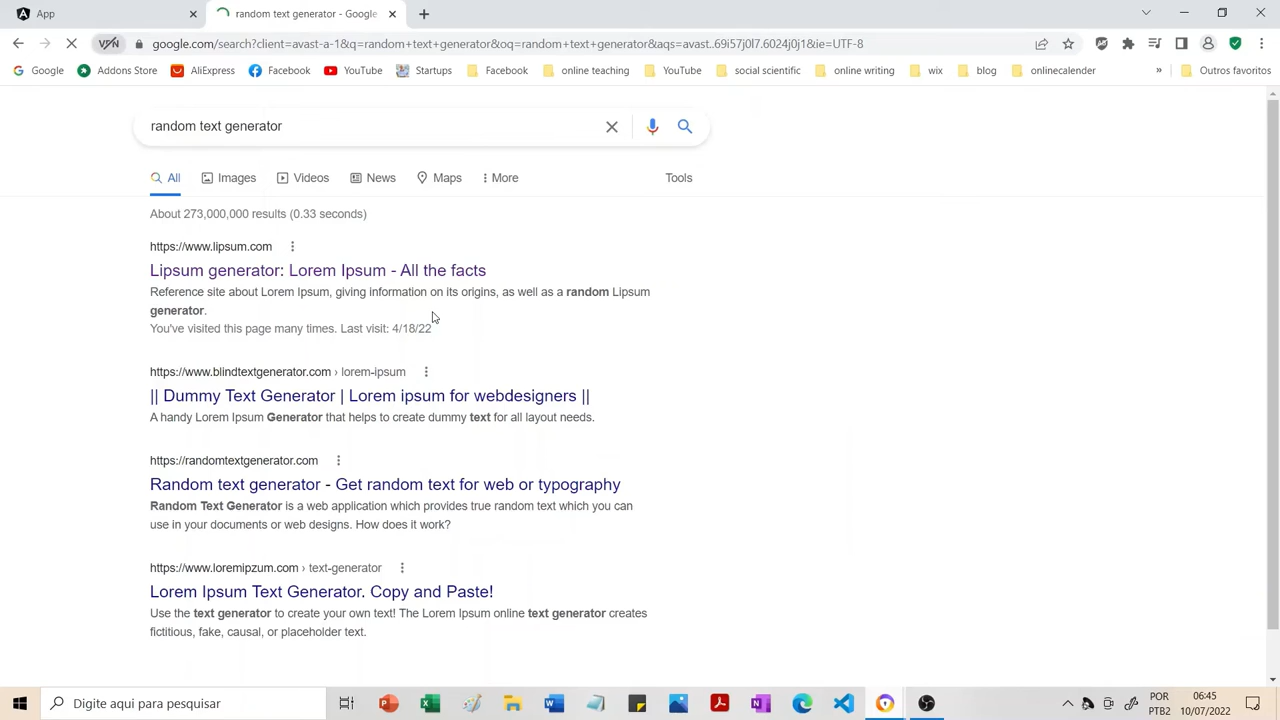 App
random text generator - Google
VPN
google.com/search?client=avast-a-1&q=random+text+generator&oq=random+text+generator&aqs=avast..69i57j0l7.6024j0j1&ie=UTF-8
Google Addons Store AliExpress Facebook YouTube Startups Facebook online teaching YouTube social scientific online writing wix blog onlinecalender » Outros favoritos
random text generator
All Images Videos News Maps More Tools
About 273,000,000 results (0.33 seconds)
https://www.lipsum.com
Lipsum generator: Lorem Ipsum - All the facts
Reference site about Lorem Ipsum, giving information on its origins, as well as a random Lipsum
generator.
You've visited this page many times. Last visit: 4/18/22
https://www.blindtextgenerator.com › lorem-ipsum
|| Dummy Text Generator | Lorem ipsum for webdesigners ||
A handy Lorem Ipsum Generator that helps to create dummy text for all layout needs.
https://randomtextgenerator.com
Random text generator - Get random text for web or typography
Random Text Generator is a web application which provides true random text which you can
use in your documents or web designs. How does it work?
https://www.loremipzum.com › text-generator
Lorem Ipsum Text Generator. Copy and Paste!
Use the text generator to create your own text! The Lorem Ipsum online text generator creates
fictitious, fake, causal, or placeholder text.
Digite aqui para pesquisar
POR
PTB2
06:45
10/07/2022